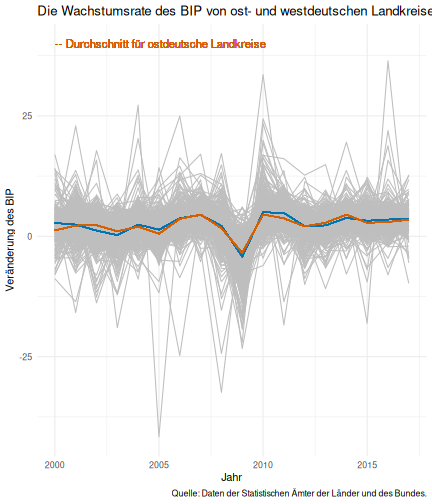 Die Wachstumsrate des BIP von ost- und westdeutschen Landkreise
-- Durchschnitt für ostdeutsche Landkreise
25
0
-25
Veränderung des BIP
2000 2005 2010 2015
Jahr
Quelle: Daten der Statistischen Ämter der Länder und des Bundes.